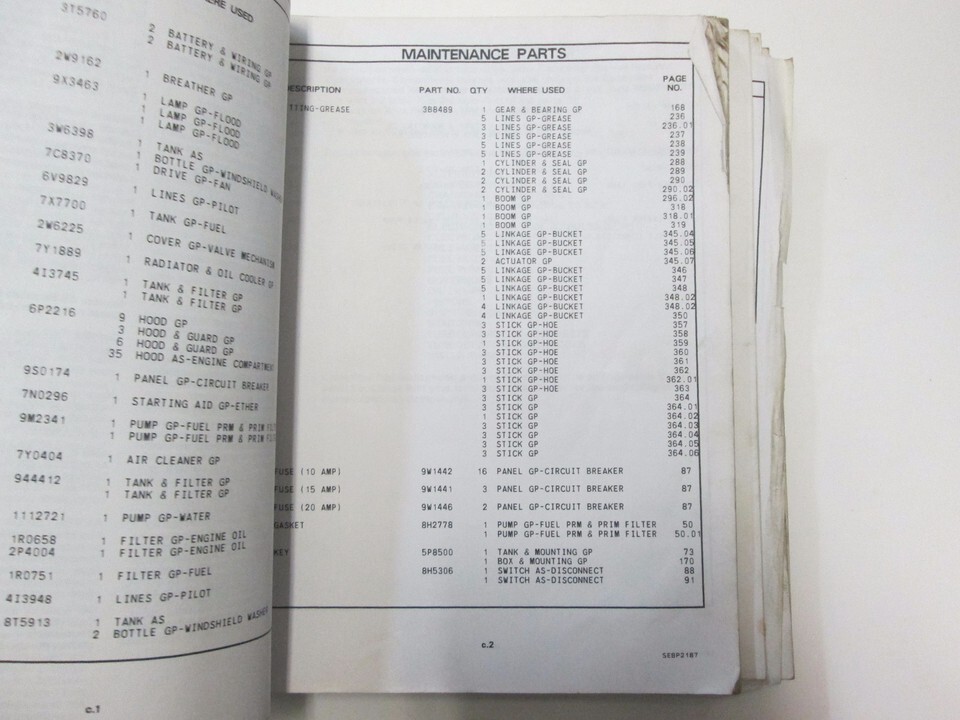 WHERE USED
3T5760
2 BATTERY & WIRING GP
2 BATTERY & WIRING GP
2W9162
1 BREATHER GP
9X3463
1 LAMP GP-FLOOD
1 LAMP GP-FLOOD
1 LAMP GP-FLOOD
3W6398
1 TANK AS
1 BOTTLE GP-WINDSHIELD WASHE
7C8370
1 DRIVE GP-FAN
6V9829
1 LINES GP-PILOT
7X7700
1 TANK GP-FUEL
2W6225
1 COVER GP-VALVE MECHANISM
7Y1889
1 RADIATOR & OIL COOLER GP
4I3745
1 TANK & FILTER GP
1 TANK & FILTER GP
6P2216
9 HOOD GP
3 HOOD & GUARD GP
6 HOOD & GUARD GP
35 HOOD AS-ENGINE COMPARTMENT
9S0174 1 PANEL GP-CIRCUIT BREAKER
7N0296 1 STARTING AID GP-ETHER
9M2341 1 PUMP GP-FUEL PRM & PRIM FIL
1 PUMP GP-FUEL PRM & PRIM FIL
7Y0404 1 AIR CLEANER GP
944412 1 TANK & FILTER GP
1 TANK & FILTER GP
1112721 1 PUMP GP-WATER
1R0658 1 FILTER GP-ENGINE OIL
2P4004 1 FILTER GP-ENGINE OIL
1R0751 1 FILTER GP-FUEL
4I3948 1 LINES GP-PILOT
8T5913 1 TANK AS
2 BOTTLE GP-WINDSHIELD WASHER
c.1
MAINTENANCE PARTS
DESCRIPTION PART NO. QTY WHERE USED PAGE NO.
ITTING-GREASE 3B8489 1 GEAR & BEARING GP 168
5 LINES GP-GREASE 236
3 LINES GP-GREASE 236.01
3 LINES GP-GREASE 237
5 LINES GP-GREASE 238
5 LINES GP-GREASE 239
1 CYLINDER & SEAL GP 288
2 CYLINDER & SEAL GP 289
2 CYLINDER & SEAL GP 290
2 CYLINDER & SEAL GP 290.02
1 BOOM GP 296.02
1 BOOM GP 318
1 BOOM GP 318.01
1 BOOM GP 319
5 LINKAGE GP-BUCKET 345.04
5 LINKAGE GP-BUCKET 345.05
5 LINKAGE GP-BUCKET 345.06
2 ACTUATOR GP 345.07
5 LINKAGE GP-BUCKET 346
5 LINKAGE GP-BUCKET 347
5 LINKAGE GP-BUCKET 348
1 LINKAGE GP-BUCKET 348.02
4 LINKAGE GP-BUCKET 348.02
4 LINKAGE GP-BUCKET 350
3 STICK GP-HOE 357
3 STICK GP-HOE 358
1 STICK GP-HOE 359
3 STICK GP-HOE 360
3 STICK GP-HOE 361
3 STICK GP-HOE 362
1 STICK GP-HOE 362.01
3 STICK GP-HOE 363
3 STICK GP 364
3 STICK GP 364.01
1 STICK GP 364.02
3 STICK GP 364.03
3 STICK GP 364.04
3 STICK GP 364.05
3 STICK GP 364.06
FUSE (10 AMP) 9W1442 16 PANEL GP-CIRCUIT BREAKER 87
FUSE (15 AMP) 9W1441 3 PANEL GP-CIRCUIT BREAKER 87
FUSE (20 AMP) 9W1446 2 PANEL GP-CIRCUIT BREAKER 87
GASKET 8H2778 1 PUMP GP-FUEL PRM & PRIM FILTER 50
1 PUMP GP-FUEL PRM & PRIM FILTER 50.01
KEY 5P8500 1 TANK & MOUNTING GP 73
1 BOX & MOUNTING GP 170
8H5306 1 SWITCH AS-DISCONNECT 88
1 SWITCH AS-DISCONNECT 91
c.2
SEBP2187